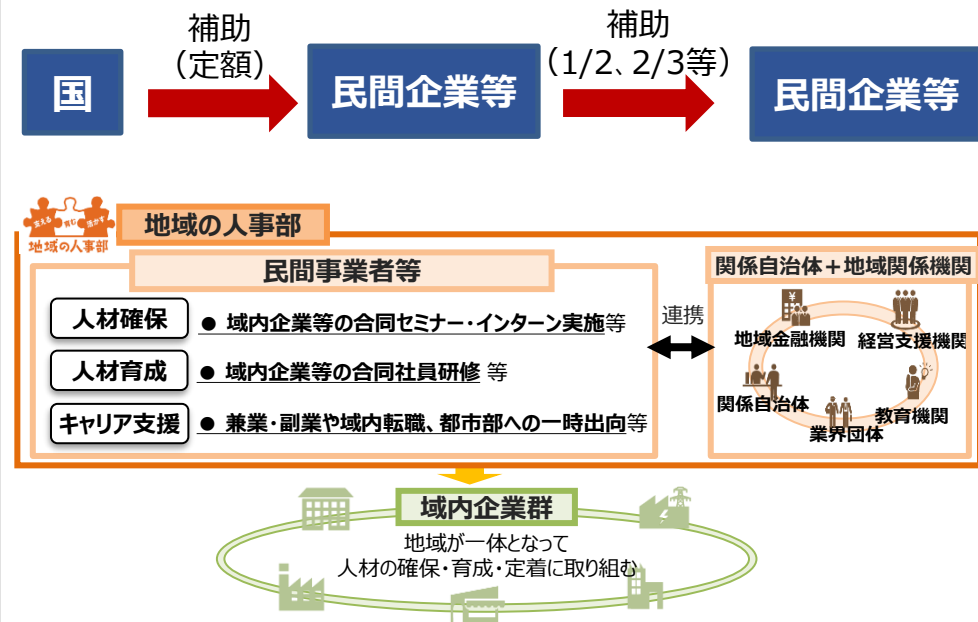 補助
(定額)
補助
(1/2、2/3等)
国
民間企業等
民間企業等
支える 育む 活かす
地域の人事部
地域の人事部
民間事業者等
関係自治体+地域関係機関
人材確保
● 域内企業等の合同セミナー・インターン実施等
人材育成
● 域内企業等の合同社員研修 等
キャリア支援
● 兼業・副業や域内転職、都市部への一時出向等
連携
¥
地域金融機関
経営支援機関
関係自治体
教育機関
業界団体
域内企業群
地域が一体となって
人材の確保・育成・定着に取り組む